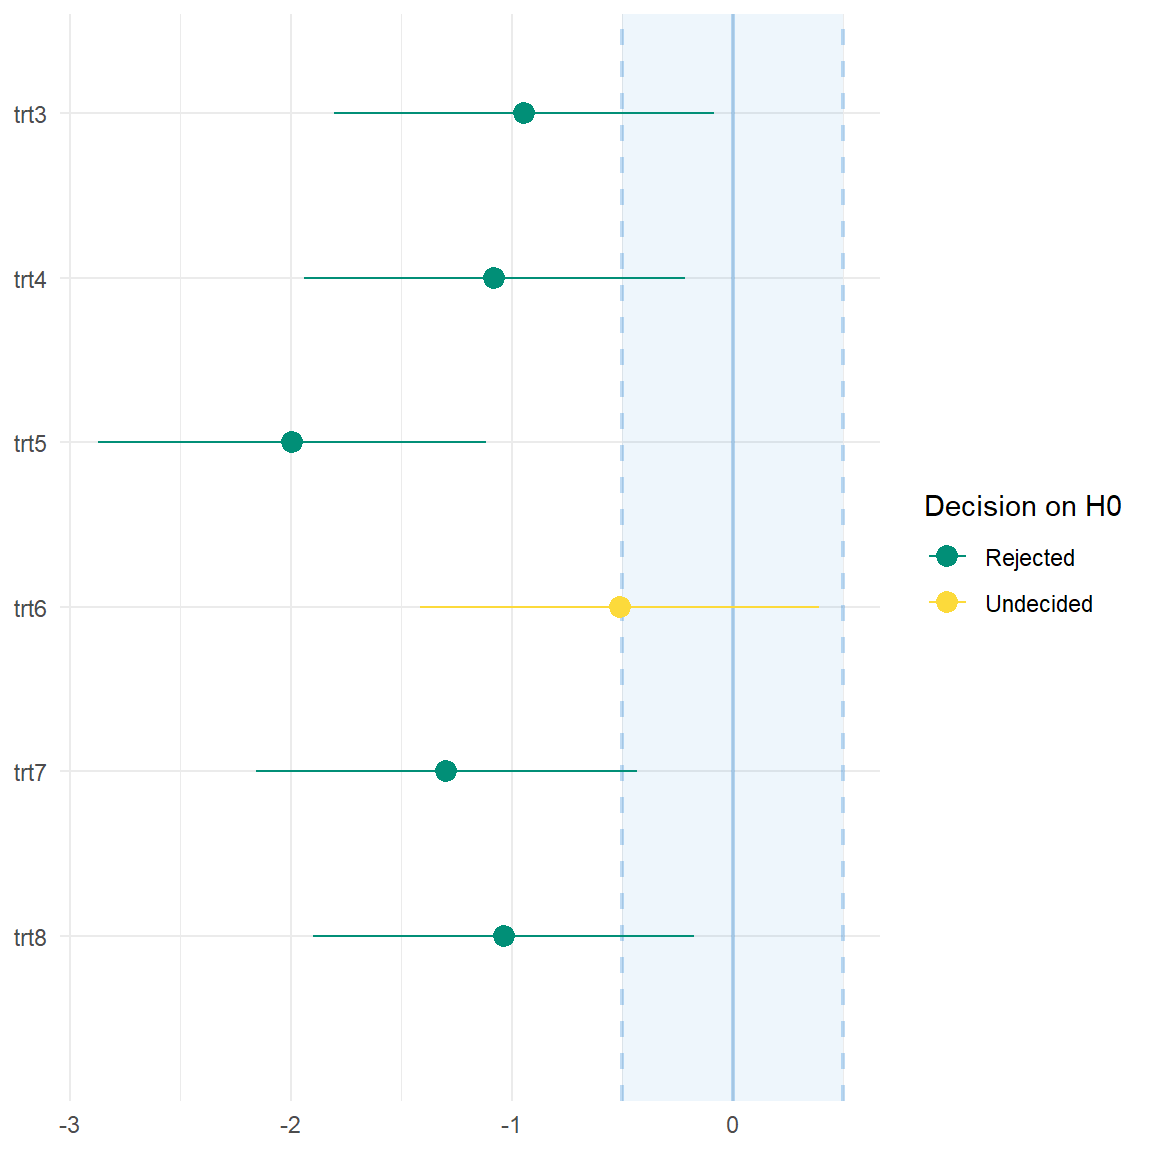 trt3
trt4
trt5
trt6
trt7
trt8
-3
-2
-1
0
Decision on H0
Rejected
Undecided